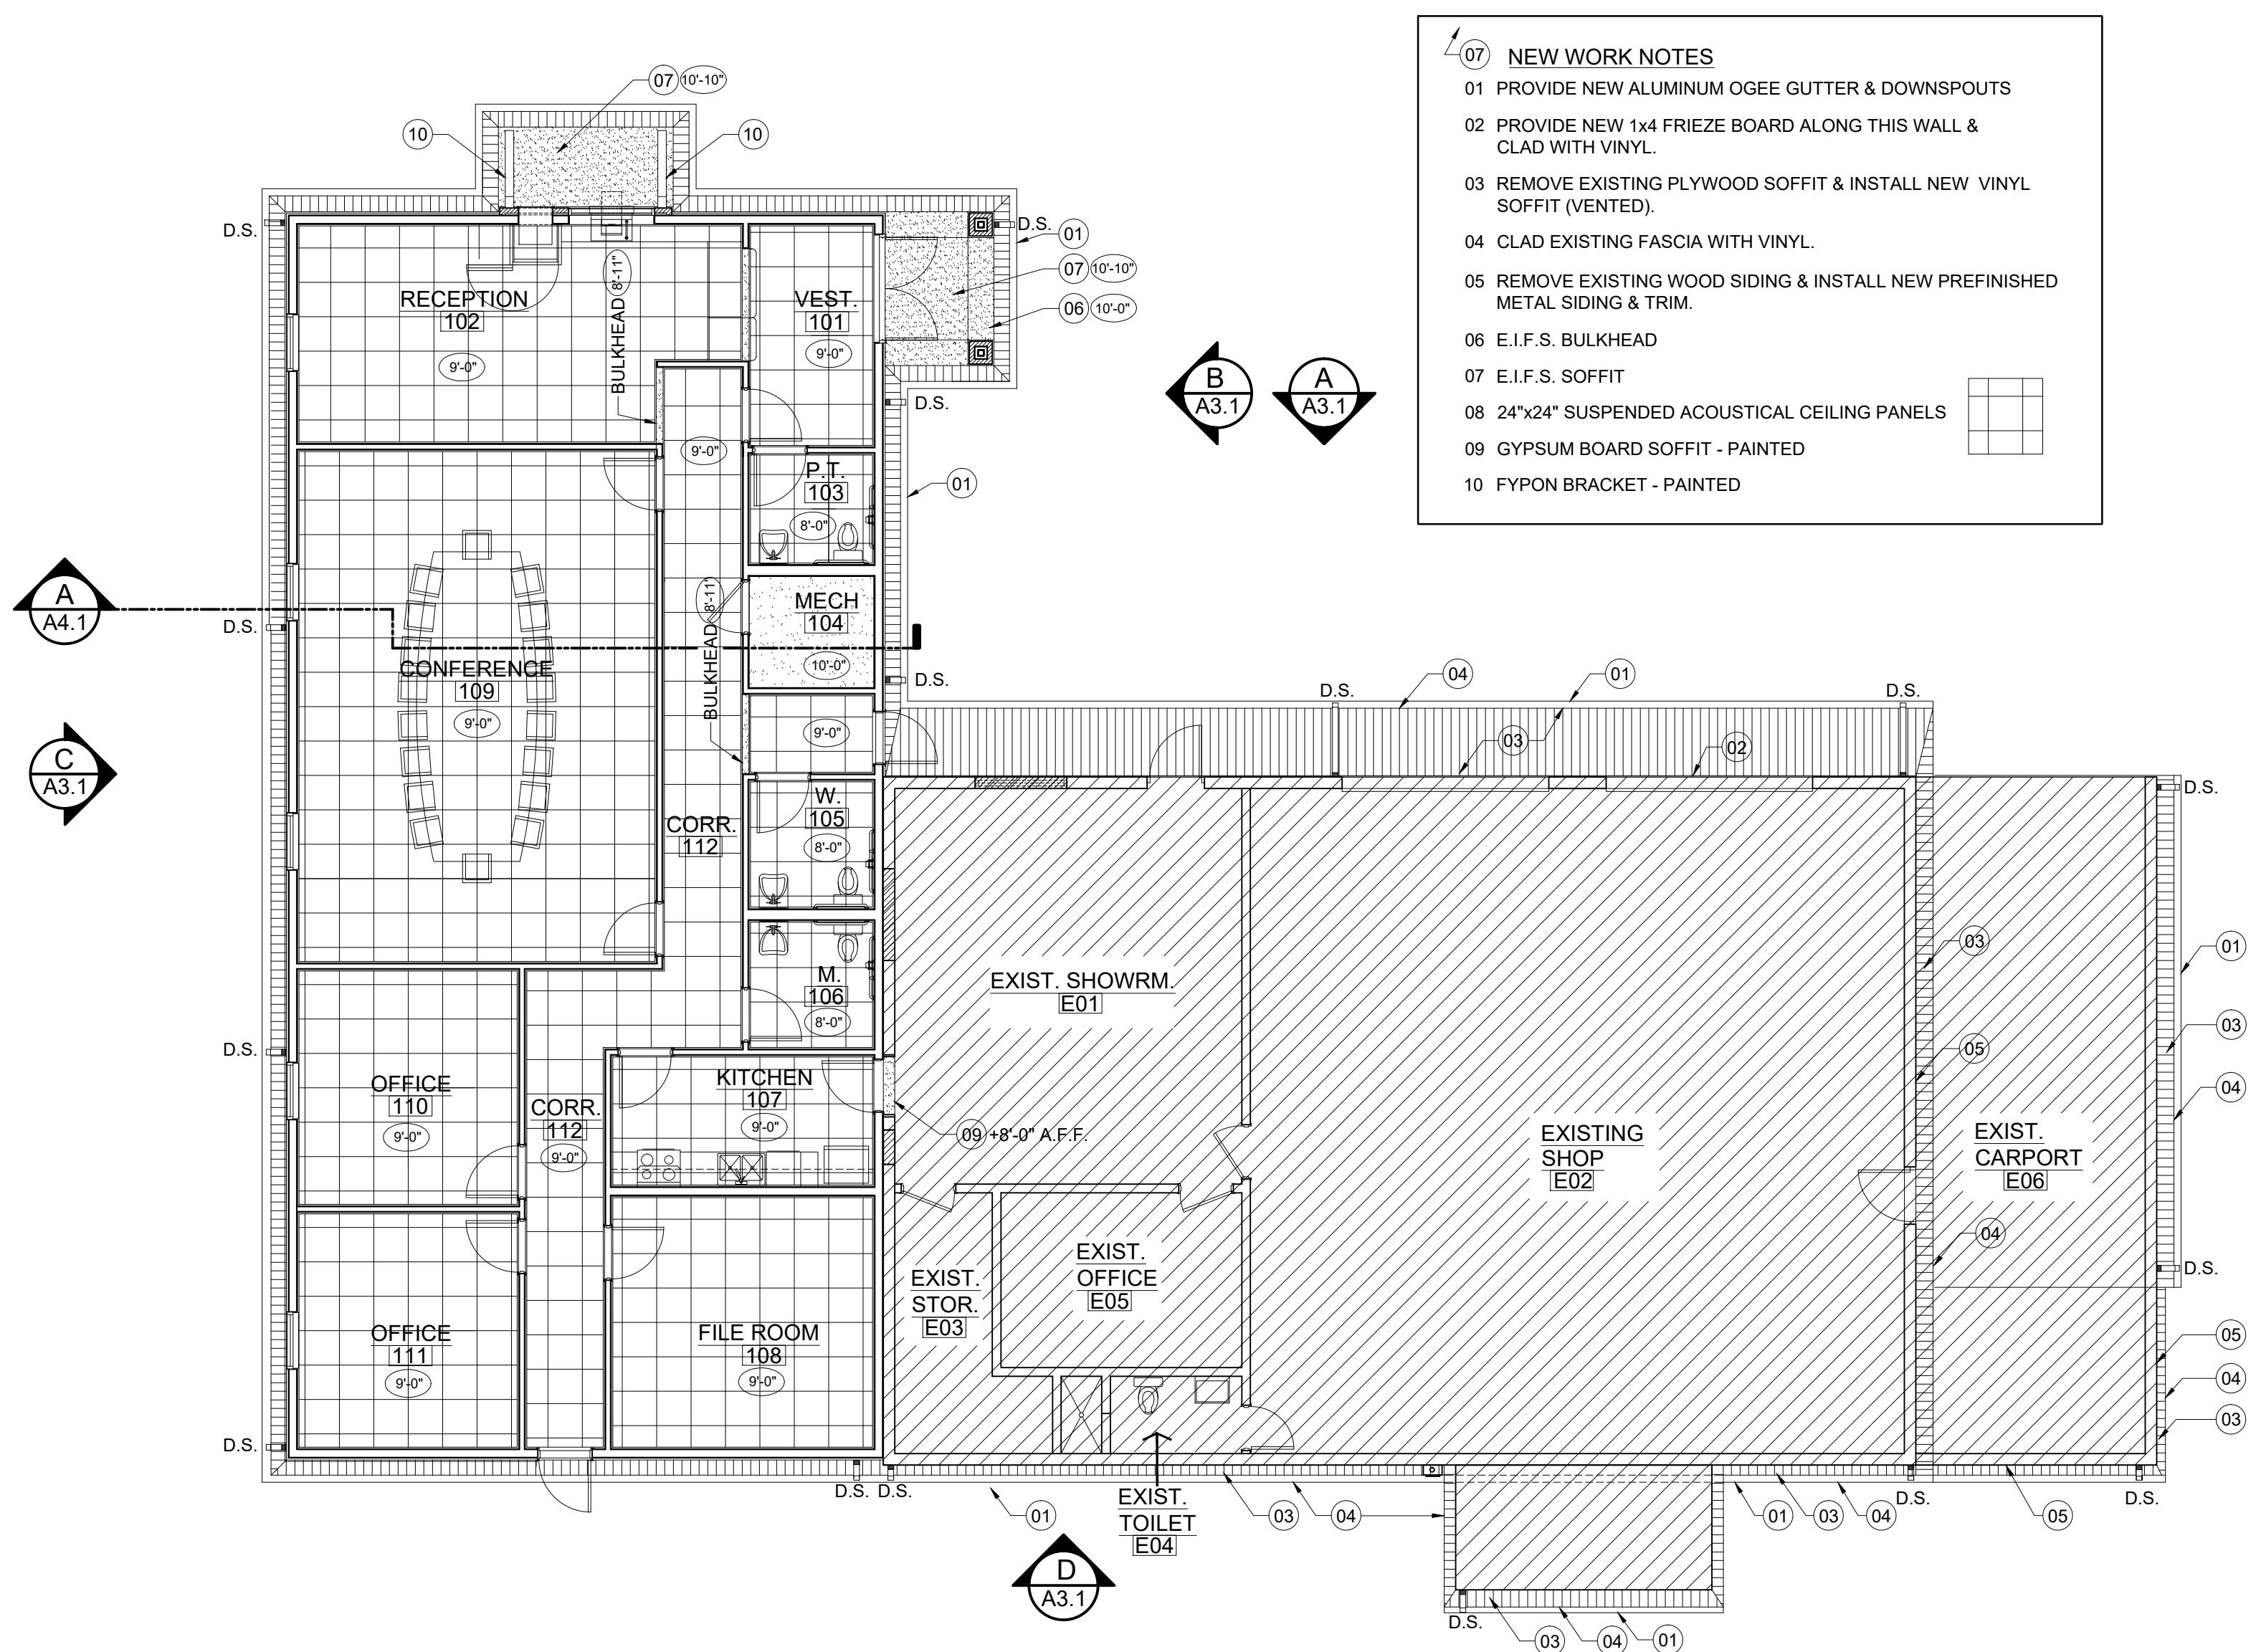 07 NEW WORK NOTES
01 PROVIDE NEW ALUMINUM OGEE GUTTER & DOWNSPOUTS
02 PROVIDE NEW 1x4 FRIEZE BOARD ALONG THIS WALL &
CLAD WITH VINYL.
03 REMOVE EXISTING PLYWOOD SOFFIT & INSTALL NEW VINYL
SOFFIT (VENTED).
04 CLAD EXISTING FASCIA WITH VINYL.
05 REMOVE EXISTING WOOD SIDING & INSTALL NEW PREFINISHED
METAL SIDING & TRIM.
06 E.I.F.S. BULKHEAD
07 E.I.F.S. SOFFIT
08 24"x24" SUSPENDED ACOUSTICAL CEILING PANELS
09 GYPSUM BOARD SOFFIT - PAINTED
10 FYPON BRACKET - PAINTED
07 10'-10"
10
10
D.S.
D.S.
01
07 10'-10"
06 10'-0"
RECEPTION
102
9'-0"
BULKHEAD 8'-11"
VEST.
101
9'-0"
B
A3.1
A
A3.1
D.S.
9'-0"
P.T.
103
8'-0"
01
A
A4.1
D.S.
BULKHEAD 8'-11"
MECH
104
10'-0"
CONFERENCE
109
9'-0"
D.S.
04
01
D.S.
D.S.
C
A3.1
9'-0"
03
02
D.S.
W.
105
8'-0"
CORR.
112
03
01
EXIST. SHOWRM.
E01
M.
106
8'-0"
03
D.S.
05
OFFICE
110
9'-0"
KITCHEN
107
9'-0"
04
CORR.
112
9'-0"
09 +8'-0" A.F.F.
EXISTING
SHOP
E02
EXIST.
CARPORT
E06
04
EXIST.
OFFICE
E05
EXIST.
STOR.
E03
D.S.
OFFICE
111
9'-0"
FILE ROOM
108
9'-0"
05
04
03
D.S.
D.S. D.S.
01
EXIST.
TOILET
E04
03
04
01
03
04
D.S.
05
D.S.
D
A3.1
D.S.
03
04
01